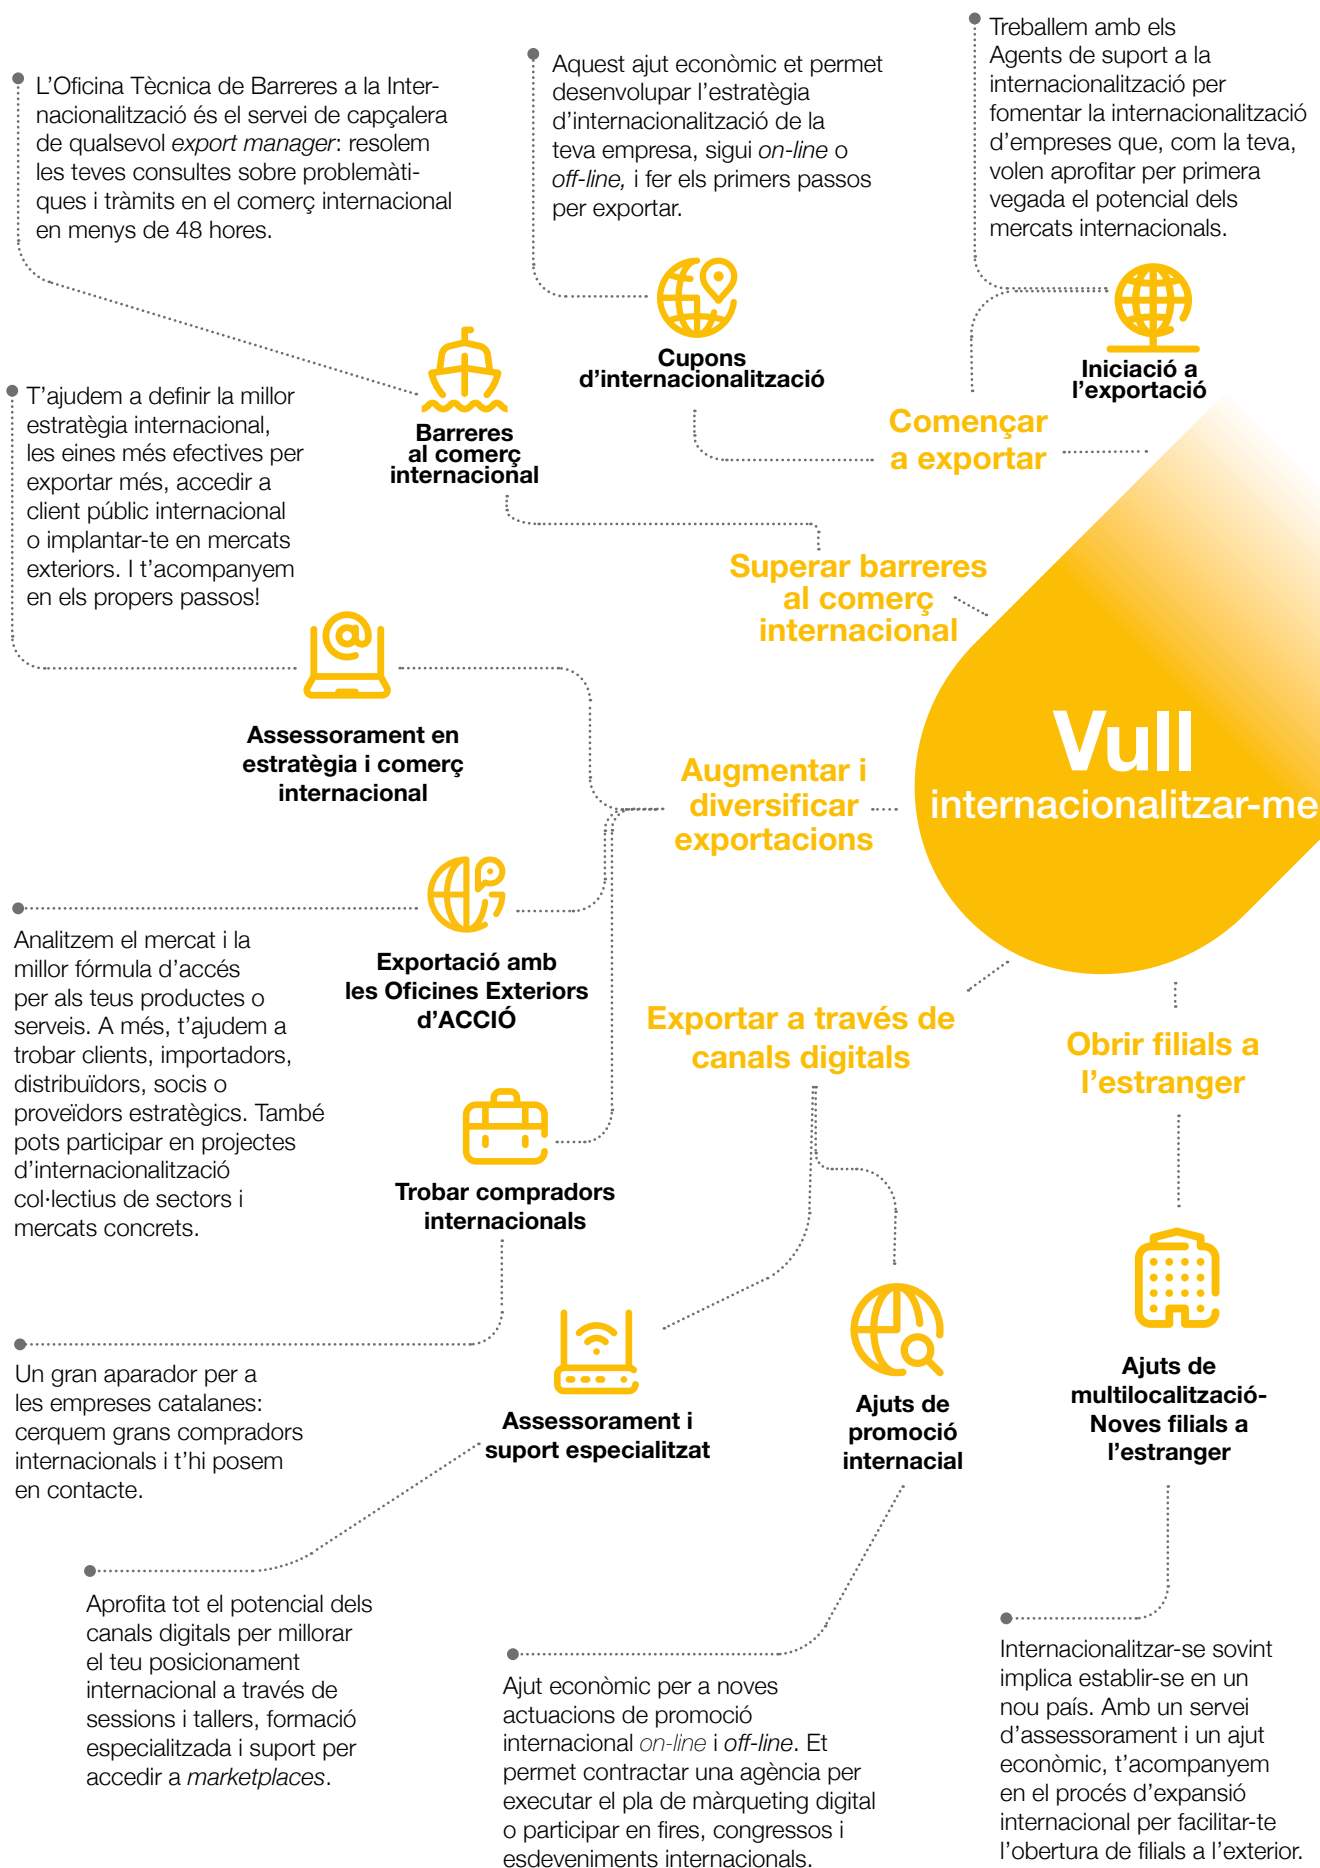 Treballem amb els
Agents de suport a la
internacionalització per
fomentar la internacionalització
d'empreses que, com la teva,
volen aprofitar per primera
vegada el potencial dels
mercats internacionals.
Aquest ajut econòmic et permet
desenvolupar l'estratègia
d'internacionalització de la
teva empresa, sigui on-line o
off-line, i fer els primers passos
per exportar.
L'Oficina Tècnica de Barreres a la Inter-
nacionalització és el servei de capçalera
de qualsevol export manager: resolem
les teves consultes sobre problemàti-
ques i tràmits en el comerç internacional
en menys de 48 hores.
Cupons
d'internacionalització
Iniciació a
l'exportació
Començar
a exportar
Barreres
al comerç
internacional
T'ajudem a definir la millor
estratègia internacional,
les eines més efectives per
exportar més, accedir a
client públic internacional
o implantar-te en mercats
exteriors. I t'acompanyem
en els propers passos!
Superar barreres
al comerç
internacional
Vull
internacionalitzar-me
Assessorament en
estratègia i comerç
internacional
Augmentar i
diversificar
exportacions
Exportació amb
les Oficines Exteriors
d'ACCIÓ
Analitzem el mercat i la
millor fórmula d'accés
per als teus productes o
serveis. A més, t'ajudem a
trobar clients, importadors,
distribuïdors, socis o
proveïdors estratègics. També
pots participar en projectes
d'internacionalització
col·lectius de sectors i
mercats concrets.
Exportar a través de
canals digitals
Obrir filials a
l'estranger
Trobar compradors
internacionals
Un gran aparador per a
les empreses catalanes:
cerquem grans compradors
internacionals i t'hi posem
en contacte.
Assessorament i
suport especialitzat
Ajuts de
promoció
internacial
Ajuts de
multilocalització-
Noves filials a
l'estranger
Aprofita tot el potencial dels
canals digitals per millorar
el teu posicionament
internacional a través de
sessions i tallers, formació
especialitzada i suport per
accedir a marketplaces.
Ajut econòmic per a noves
actuacions de promoció
internacional on-line i off-line. Et
permet contractar una agència per
executar el pla de màrqueting digital
o participar en fires, congressos i
esdeveniments internacionals.
Internacionalitzar-se sovint
implica establir-se en un
nou país. Amb un servei
d'assessorament i un ajut
econòmic, t'acompanyem
en el procés d'expansió
internacional per facilitar-te
l'obertura de filials a l'exterior.